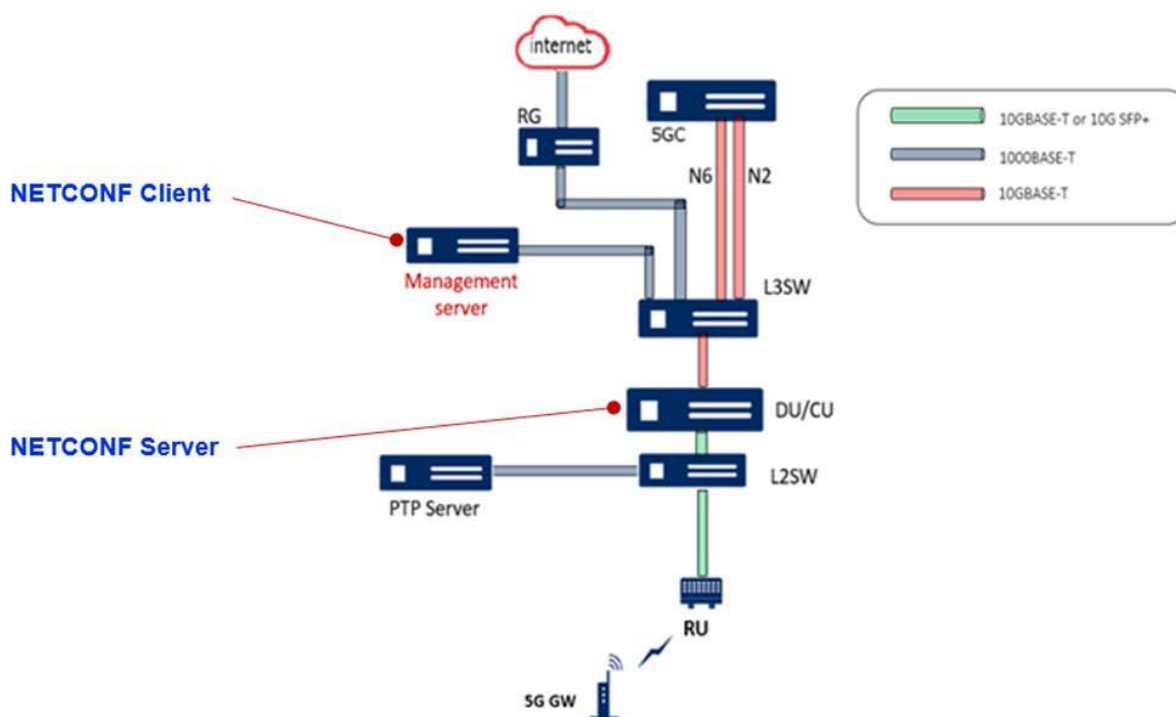 internet
RG
5GC
10GBASE-T or 10G SFP+
1000BASE-T
10GBASE-T
N6
N2
NETCONF Client
Management
server
L3SW
DU/CU
NETCONF Server
L2SW
PTP Server
RU
5G GW